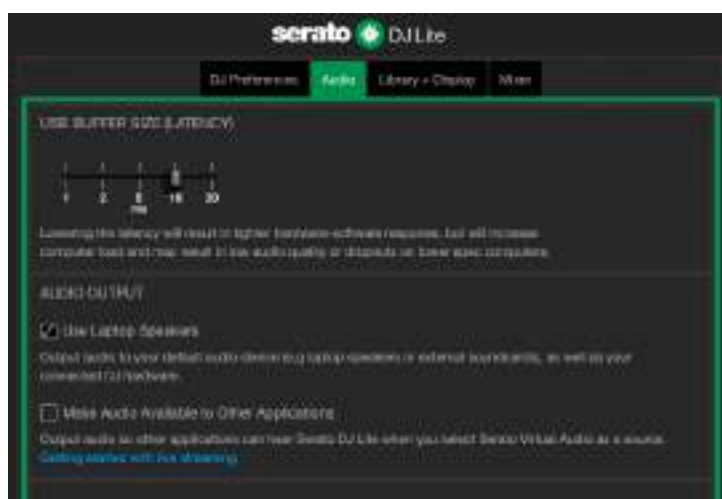 serato DJ Lite
DJ Preferences Audio Library + Display Mixer
USB BUFFER SIZE (LATENCY)
1 2 5 10 20
ms
Lowering the latency will result in tighter hardware-software response, but will increase
computer load and may result in low audio quality or dropouts on lower spec computers.
AUDIO OUTPUT
Use Laptop Speakers
Output audio to your default audio device e.g laptop speakers or external soundcards, as well as your
connected DJ hardware.
Make Audio Available to Other Applications
Output audio so other applications can hear Serato DJ Lite when you select Serato Virtual Audio as a source.
Getting started with live streaming